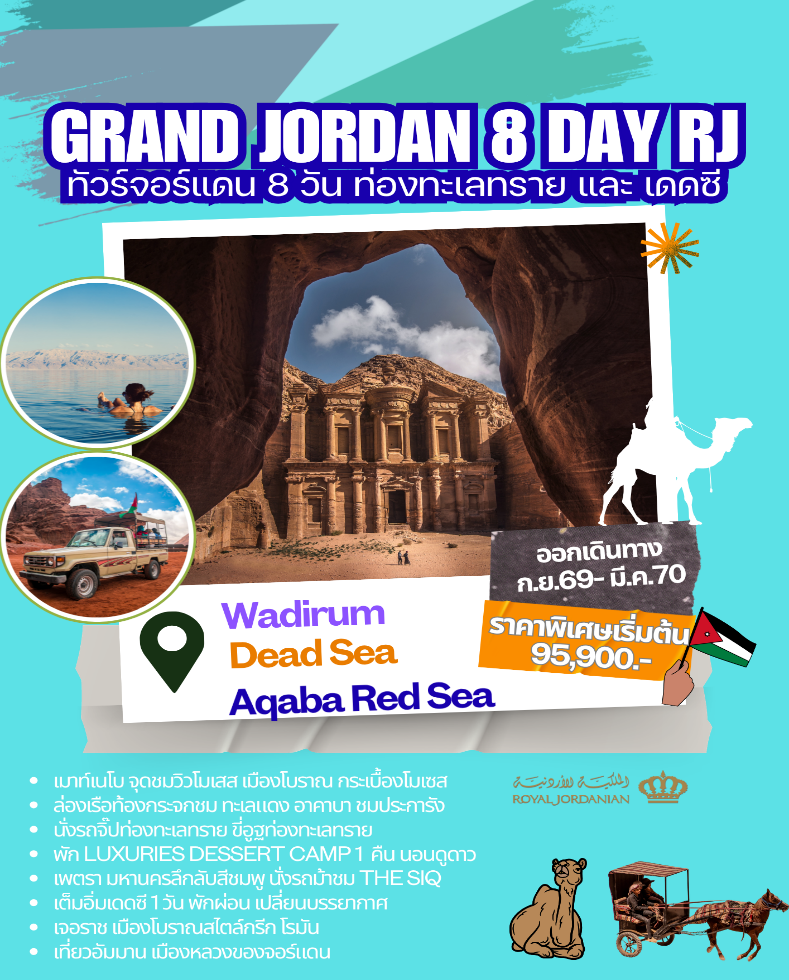 GRAND JORDAN 8 DAY RJ
ทัวร์จอร์แดน 8 วัน ท่องทะเลทราย และ เดดซี
ออกเดินทาง
ก.ย.69- มี.ค.70
ราคาพิเศษเริ่มต้น
95,900.-
Wadirum
Dead Sea
Aqaba Red Sea
• เมาท์เนโบ จุดชมวิวโมเสส เมืองโบราณ กระเบื้องโมเซส
• ล่องเรือท้องกระจกชม ทะเลแดง อาคาบา ชมประการัง
• นั่งรถจี๊ปท่องทะเลทราย ขี่อูฐท่องทะเลทราย
• พัก LUXURIES DESSERT CAMP 1 คืน นอนดูดาว
• เพตรา มหานครลึกลับสีชมพู นั่งรถม้าชม THE SIQ
• เต็มอิ่มเดดซี 1 วัน พักผ่อน เปลี่ยนบรรยากาศ
• เจอราช เมืองโบราณสไตล์กรีก โรมัน
• เที่ยวอัมมาน เมืองหลวงของจอร์แดน
الملكية الأردنية
ROYAL JORDANIAN